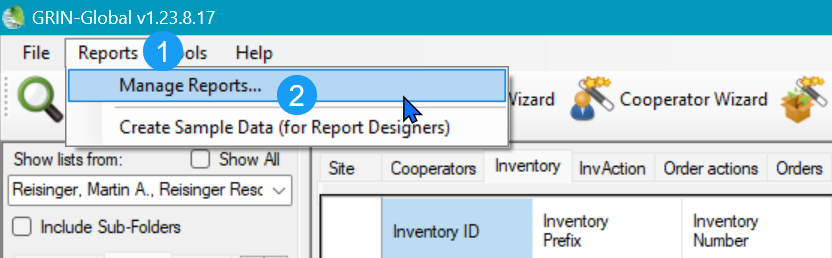 GRIN-Global v1.23.8.17
File Reports 1 ols Help
Manage Reports... 2
Wizard Cooperator Wizard
Create Sample Data (for Report Designers)
Show lists from: Show All
Site Cooperators Inventory InvAction Order actions Orders
Reisinger, Martin A., Reisinger Resc
Include Sub-Folders
Inventory ID
Inventory Prefix
Inventory Number